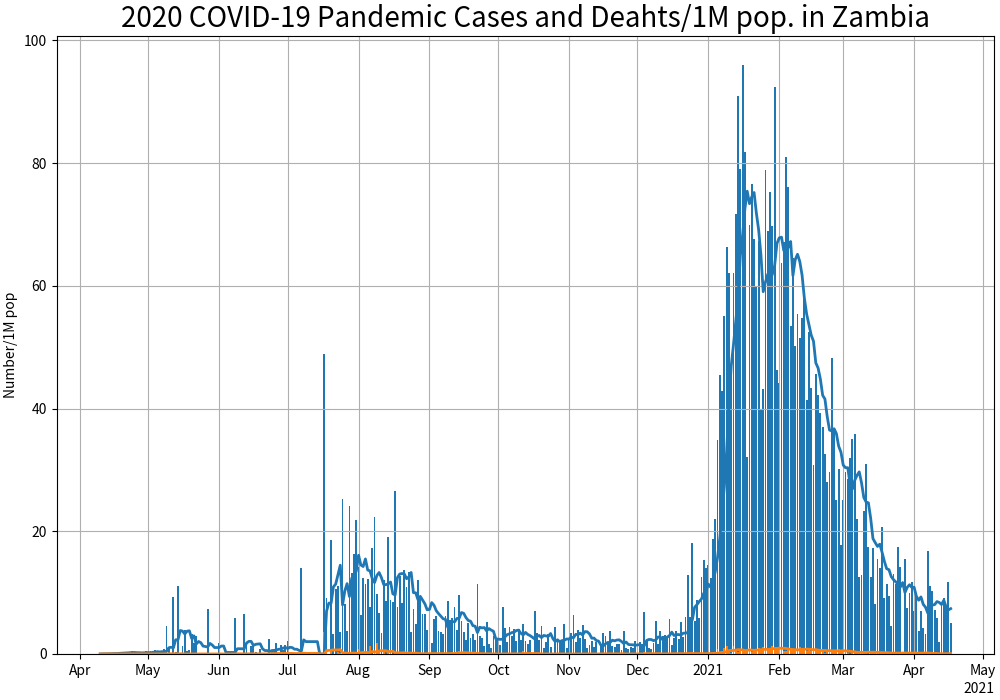 2020 COVID-19 Pandemic Cases and Deahts/1M pop. in Zambia
Number/1M pop
100
80
60
40
20
0
Apr May Jun Jul Aug Sep Oct Nov Dec 2021 Feb Mar Apr May
2021